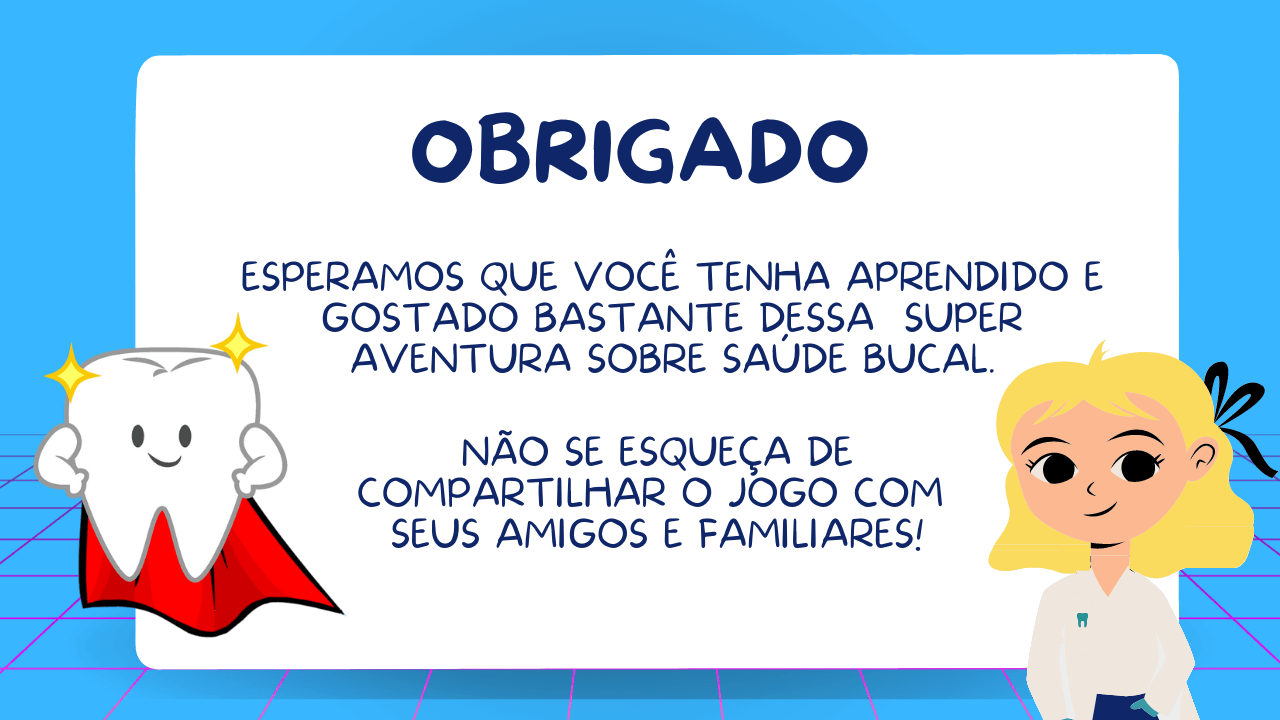 OBRIGADO
ESPERAMOS QUE VOCÊ TENHA APRENDIDO E
GOSTADO BASTANTE DESSA SUPER
AVENTURA SOBRE SAÚDE BUCAL.
NÃO SE ESQUEÇA DE
COMPARTILHAR O JOGO COM
SEUS AMIGOS E FAMILIARES!